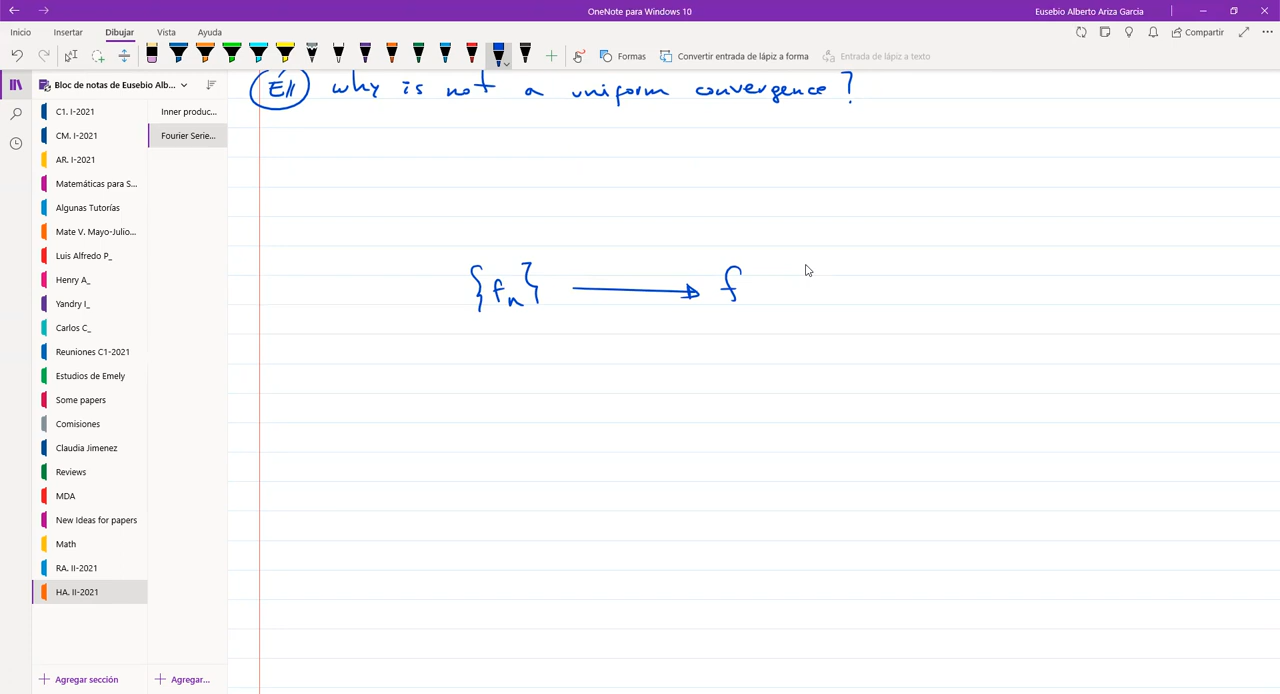 OneNote para Windows 10
Eusebio Alberto Ariza Garcia
Inicio Insertar Dibujar Vista Ayuda
Compartir
Formas Convertir entrada de lápiz a forma Entrada de lápiz a texto
Bloc de notas de Eusebio Alb...
C1. I-2021
CM. I-2021
AR. I-2021
Matemáticas para S...
Algunas Tutorías
Mate V. Mayo-Julio...
Luis Alfredo P_
Henry A_
Yandry I_
Carlos C_
Reuniones C1-2021
Estudios de Emely
Some papers
Comisiones
Claudia Jimenez
Reviews
MDA
New Ideas for papers
Math
RA. II-2021
HA. II-2021
Agregar sección
Inner produc...
Fourier Serie...
Agregar...
why is not a uniform convergence?
{fn} → f